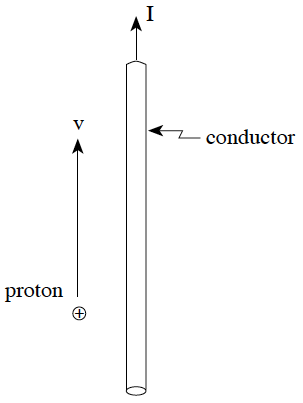 I
v
conductor
proton
+